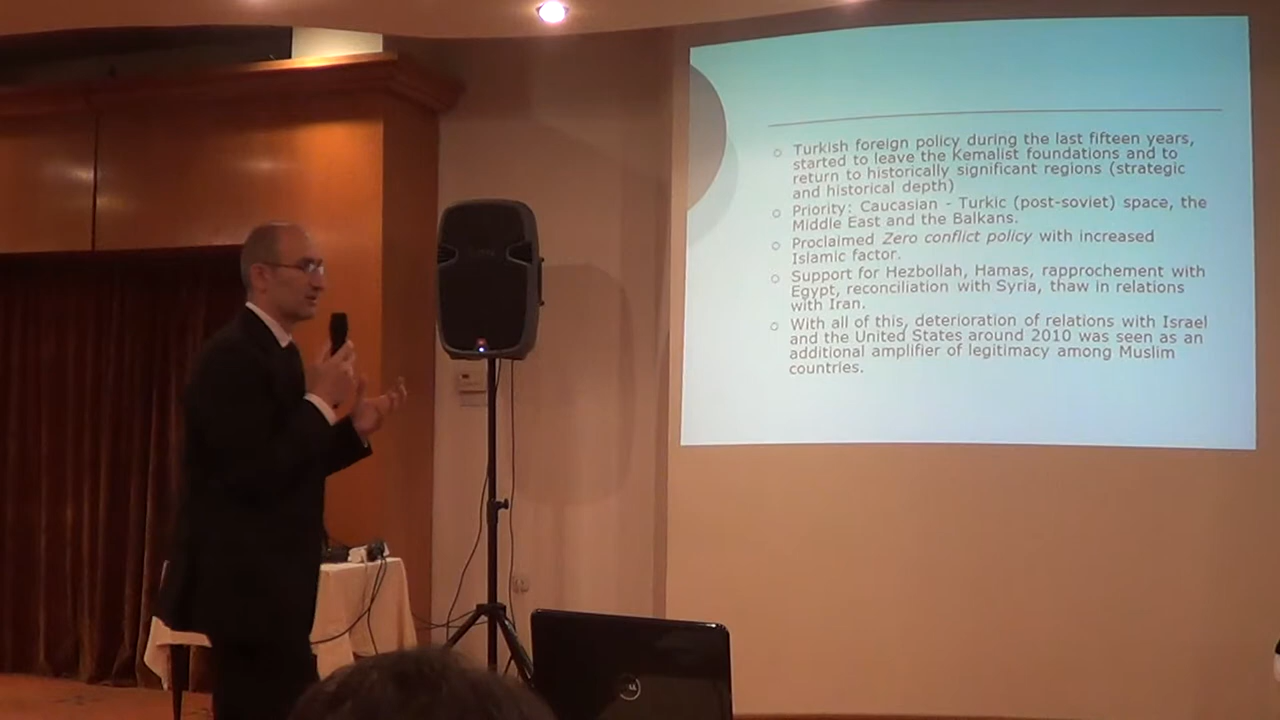 Turkish foreign policy during the last fifteen years,
started to leave the Kemalist foundations and to
return to historically significant regions (strategic
and historical depth)
Priority: Caucasian - Turkic (post-soviet) space, the
Middle East and the Balkans.
Proclaimed Zero conflict policy with increased
Islamic factor.
Support for Hezbollah, Hamas, rapprochement with
Egypt, reconciliation with Syria, thaw in relations
with Iran.
With all of this, deterioration of relations with Israel
and the United States around 2010 was seen as an
additional amplifier of legitimacy among Muslim
countries.